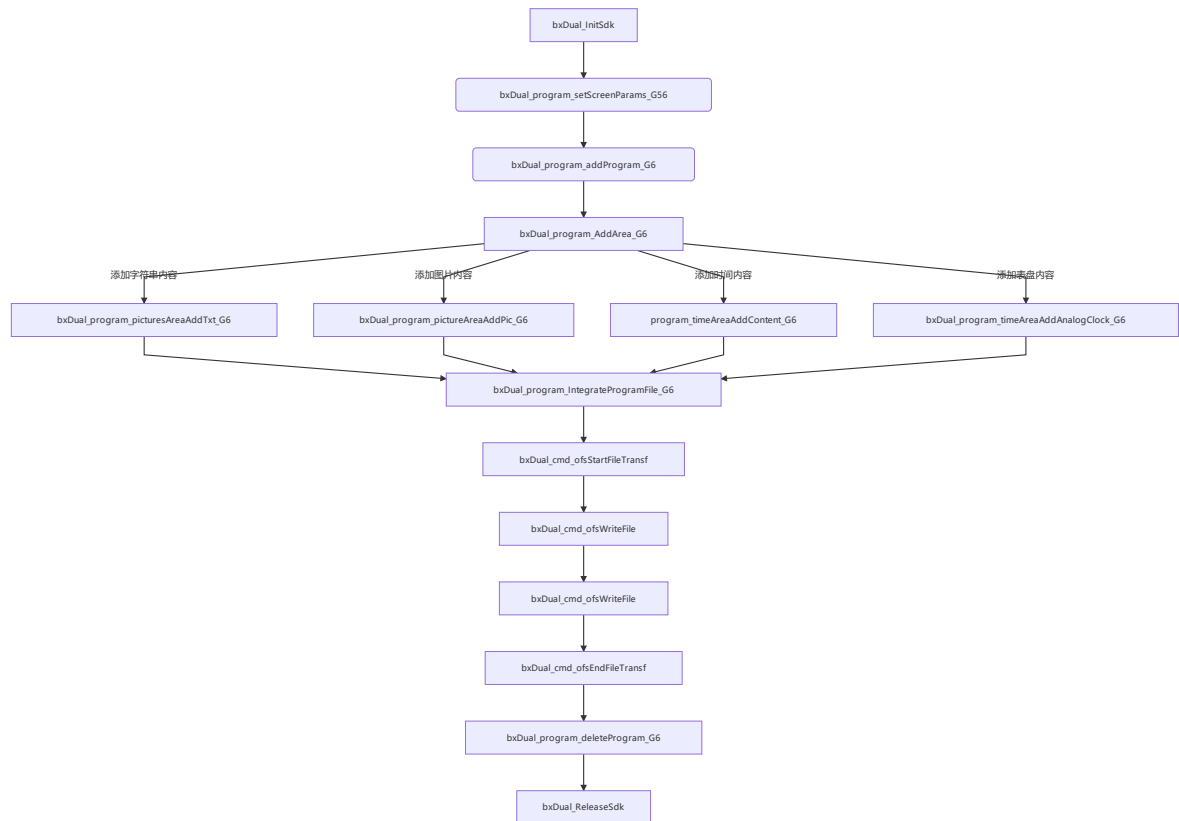 bxDual_InitSdk
bxDual_program_setScreenParams_G56
bxDual_program_addProgram_G6
bxDual_program_AddArea_G6
添加字符串内容
添加图片内容
添加时间内容
添加表盘内容
bxDual_program_picturesAreaAddTxt_G6
bxDual_program_pictureAreaAddPic_G6
program_timeAreaAddContent_G6
bxDual_program_timeAreaAddAnalogClock_G6
bxDual_program_IntegrateProgramFile_G6
bxDual_cmd_ofsStartFileTransf
bxDual_cmd_ofsWriteFile
bxDual_cmd_ofsWriteFile
bxDual_cmd_ofsEndFileTransf
bxDual_program_deleteProgram_G6
bxDual_ReleaseSdk